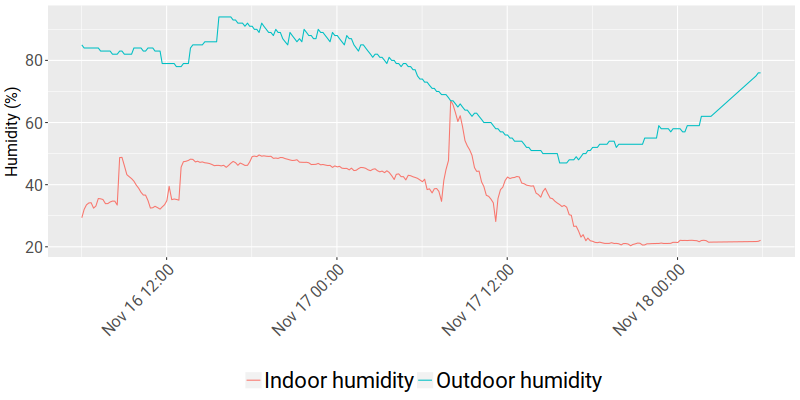 Humidity (%)
80
60
40
20
Nov 16 12:00
Nov 17 00:00
Nov 17 12:00
Nov 18 00:00
Indoor humidity
Outdoor humidity